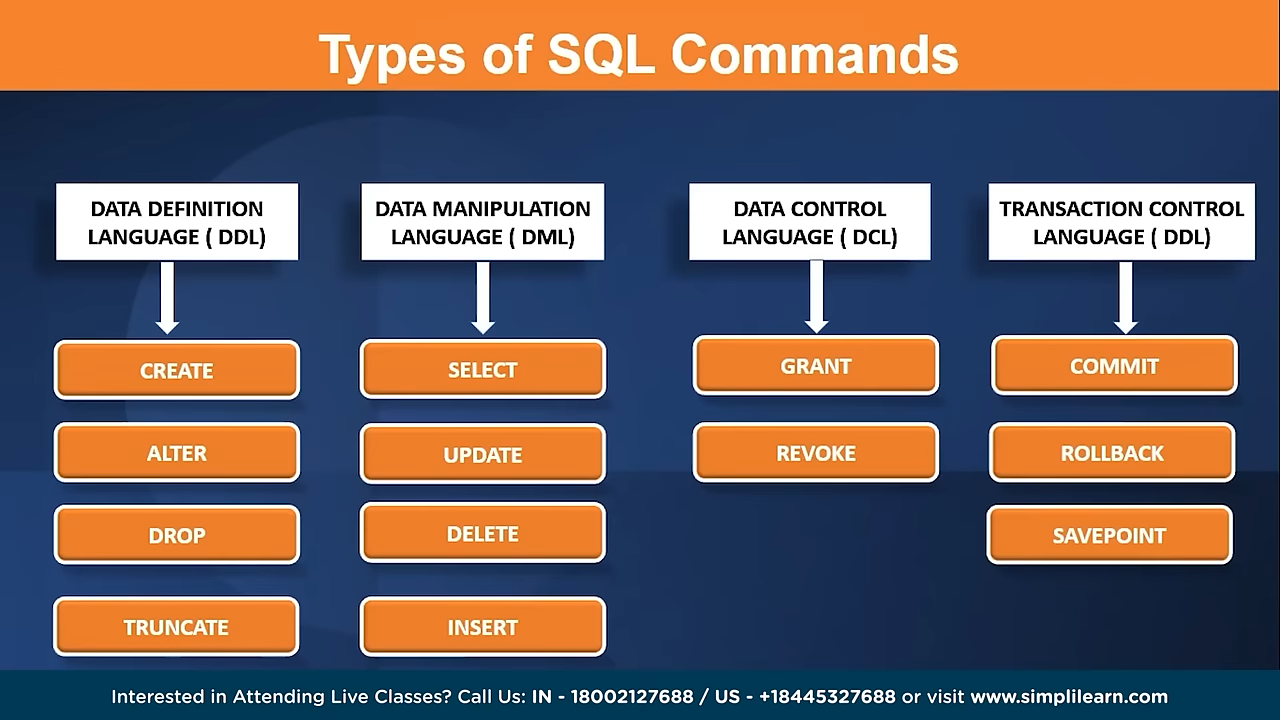 Types of SQL Commands
DATA DEFINITION
LANGUAGE ( DDL)
CREATE
ALTER
DROP
TRUNCATE
DATA MANIPULATION
LANGUAGE ( DML)
SELECT
UPDATE
DELETE
INSERT
DATA CONTROL
LANGUAGE ( DCL)
GRANT
REVOKE
TRANSACTION CONTROL
LANGUAGE ( DDL)
COMMIT
ROLLBACK
SAVEPOINT
Interested in Attending Live Classes? Call Us: IN - 18002127688 / US - +18445327688 or visit www.simplilearn.com